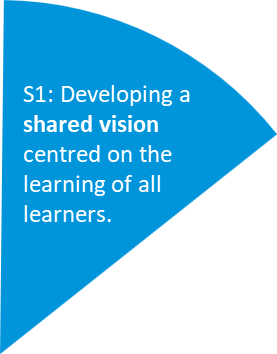 S1: Developing a
shared vision
centred on the
learning of all
learners.